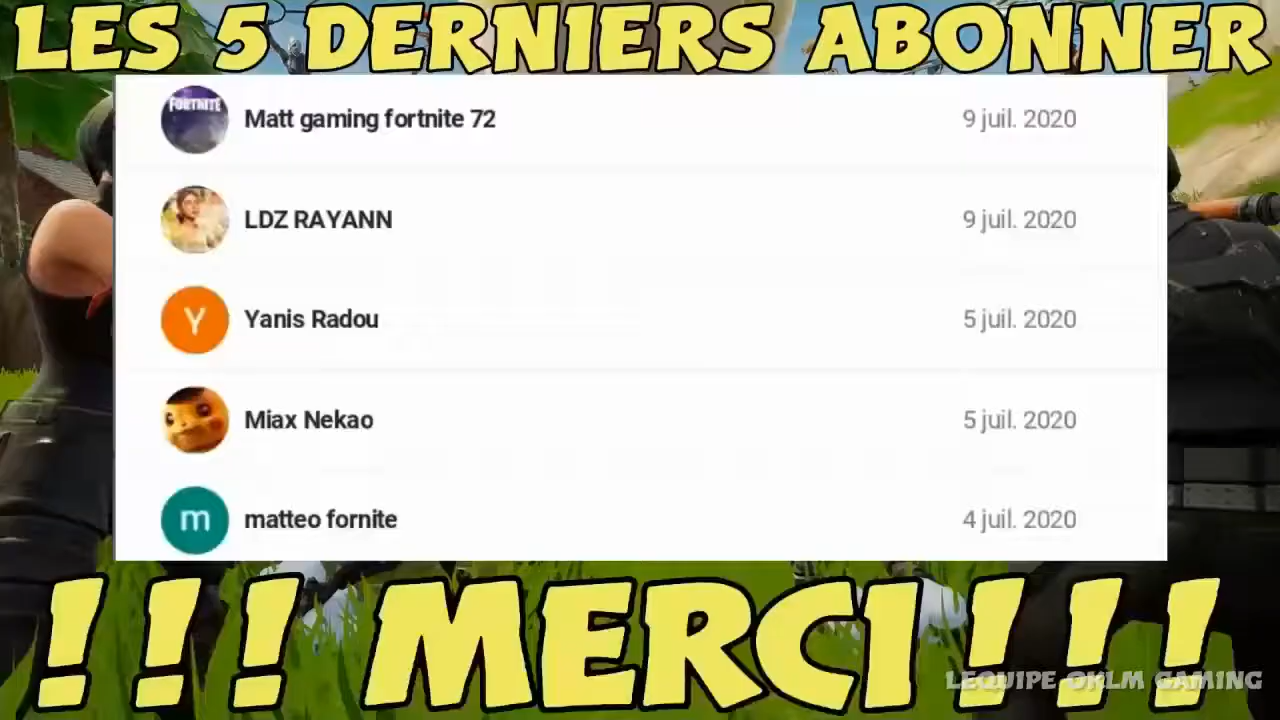 LES 5 DERNIERS ABONNER
FORTNITE
Matt gaming fortnite 72 9 juil. 2020
LDZ RAYANN 9 juil. 2020
Y
Yanis Radou 5 juil. 2020
Miax Nekao 5 juil. 2020
m
matteo fornite 4 juil. 2020
!!! MERCI !!!
LEQUIPE OKLM GAMING